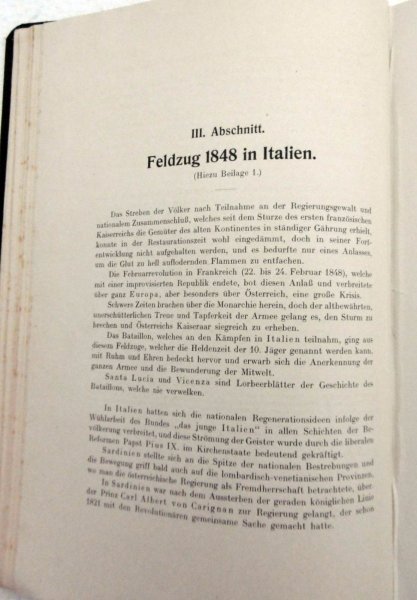 III. Abschnitt.
Feldzug 1848 in Italien.
(Hiezu Beilage 1.)
Das Streben der Völker nach Teilnahme an der Regierungsgewalt und
nationalem Zusammenschluß, welches seit dem Sturze des ersten französischen
Kaiserreichs die Gemüter des alten Kontinentes in ständiger Gährung erhielt,
konnte in der Restaurationszeit wohl eingedämmt, doch in seiner Fort-
entwicklung nicht aufgehalten werden, und es bedurfte nur eines Anlasses,
um die Glut zu hell auflodernden Flammen zu entfachen.
Die Februarrevolution in Frankreich (22. bis 24. Februar 1848), welche
mit einer improvisierten Republik endete, bot diesen Anlaß und verbreitete
über ganz Europa, aber besonders über Österreich, eine große Krisis.
Schwere Zeiten brachen über die Monarchie herein, doch der altbewährten,
unerschütterlichen Treue und Tapferkeit der Armee gelang es, den Sturm zu
brechen und Österreichs Kaiseraar siegreich zu erheben.
Das Bataillon, welches an den Kämpfen in Italien teilnahm, ging aus
diesem Feldzuge, welcher die Heldenzeit der 10. Jäger genannt werden kann,
mit Ruhm und Ehren bedeckt hervor und erwarb sich die Anerkennung der
ganzen Armee und die Bewunderung der Mitwelt.
Santa Lucia und Vicenza sind Lorbeerblätter der Geschichte des
Bataillons, welche nie verwelken.
In Italien hatten sich die nationalen Regenerationsideen infolge der
Wühlarbeit des Bundes „das junge Italien" in allen Schichten der Be-
völkerung verbreitet, und diese Strömung der Geister wurde durch die liberalen
Reformen Papst Pius IX. im Kirchenstaate bedeutend gekräftigt.
Sardinien stellte sich an die Spitze der nationalen Bestrebungen und
die Bewegung griff bald auch auf die lombardisch-venetianischen Provinzen,
wo man die österreichische Regierung als Fremdherrschaft betrachtete, über.
In Sardinien war nach dem Aussterben der geraden königlichen Linie
der Prinz Carl Albert von Carignan zur Regierung gelangt, der schon
1821 mit den Revolutionären gemeinsame Sache gemacht hatte.